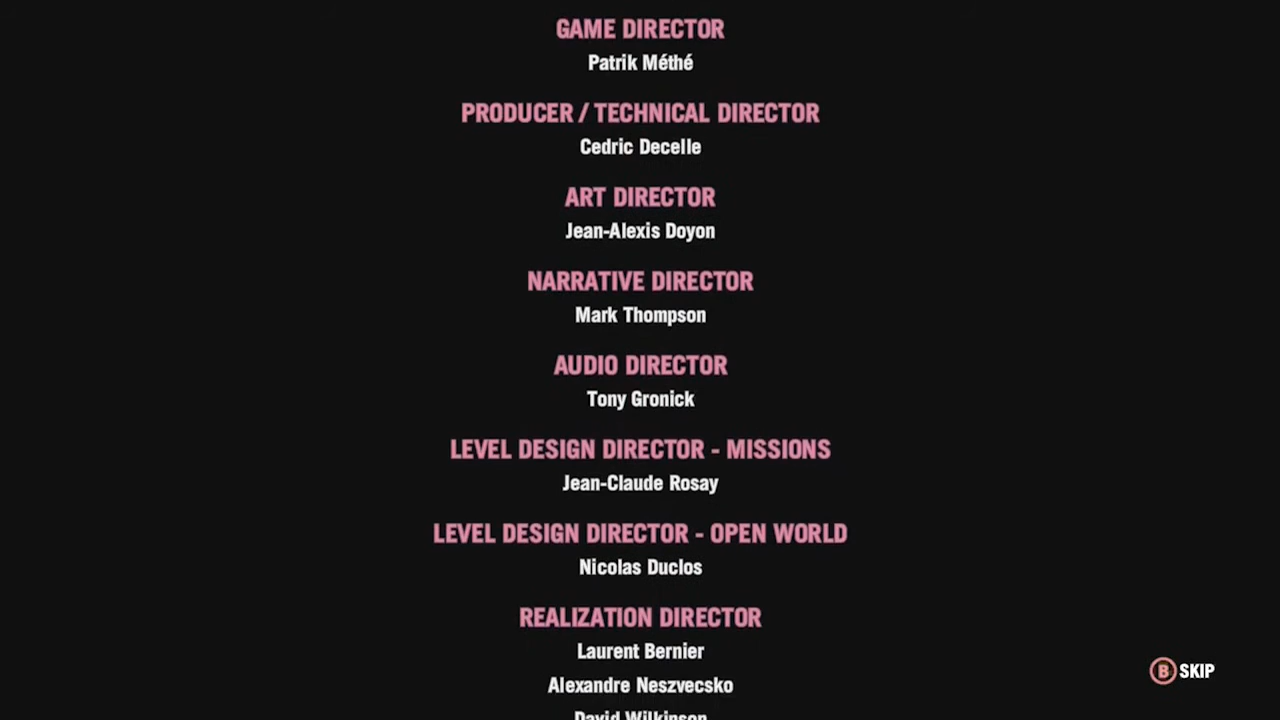 GAME DIRECTOR
Patrik Méthé
PRODUCER / TECHNICAL DIRECTOR
Cedric Decelle
ART DIRECTOR
Jean-Alexis Doyon
NARRATIVE DIRECTOR
Mark Thompson
AUDIO DIRECTOR
Tony Gronick
LEVEL DESIGN DIRECTOR - MISSIONS
Jean-Claude Rosay
LEVEL DESIGN DIRECTOR - OPEN WORLD
Nicolas Duclos
REALIZATION DIRECTOR
Laurent Bernier
Alexandre Neszvecsko
David Wilkinson
B SKIP